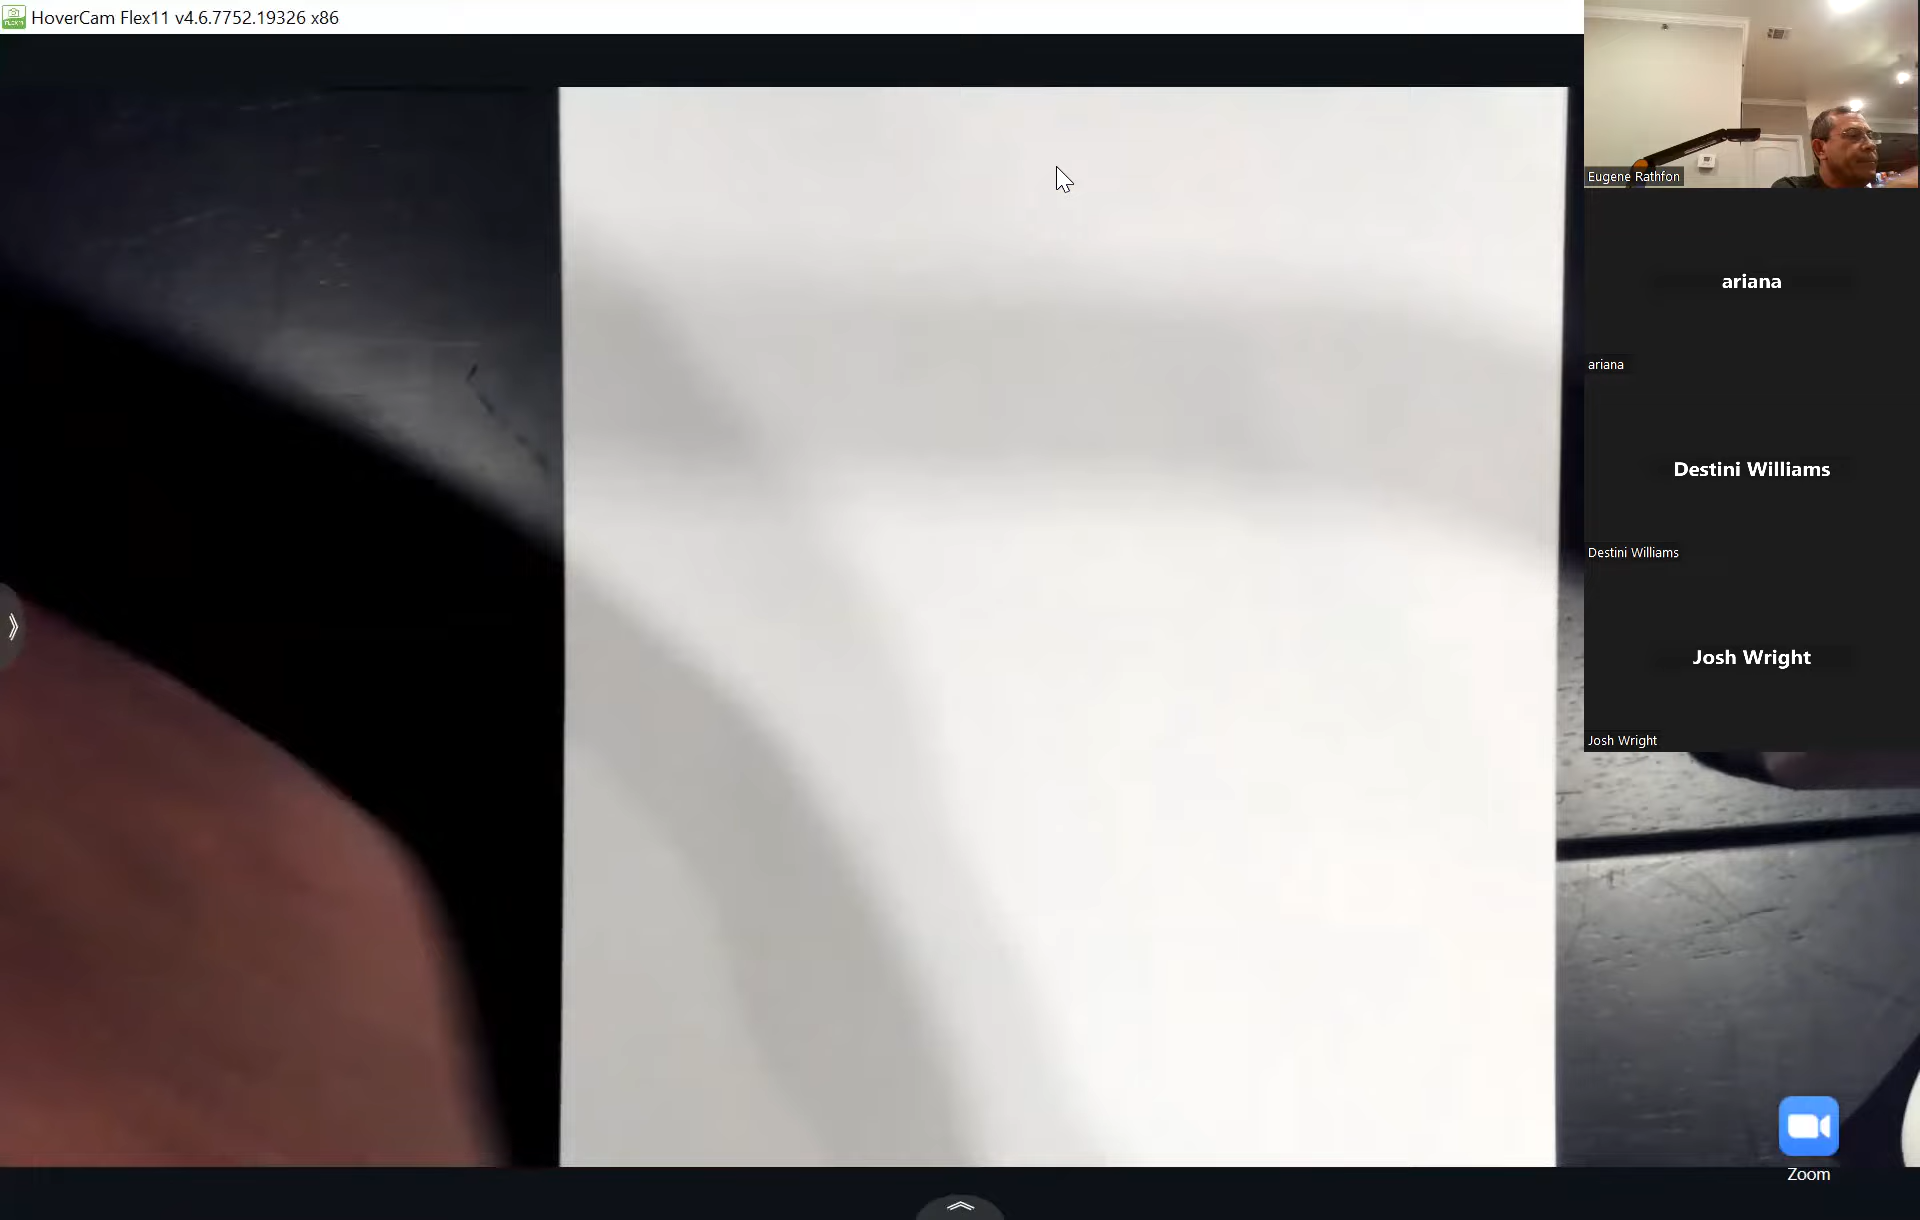 HoverCam Flex11 v4.6.7752.19326 x86
Eugene Rathfon
ariana
ariana
Destini Williams
Destini Williams
Josh Wright
Josh Wright
Zoom